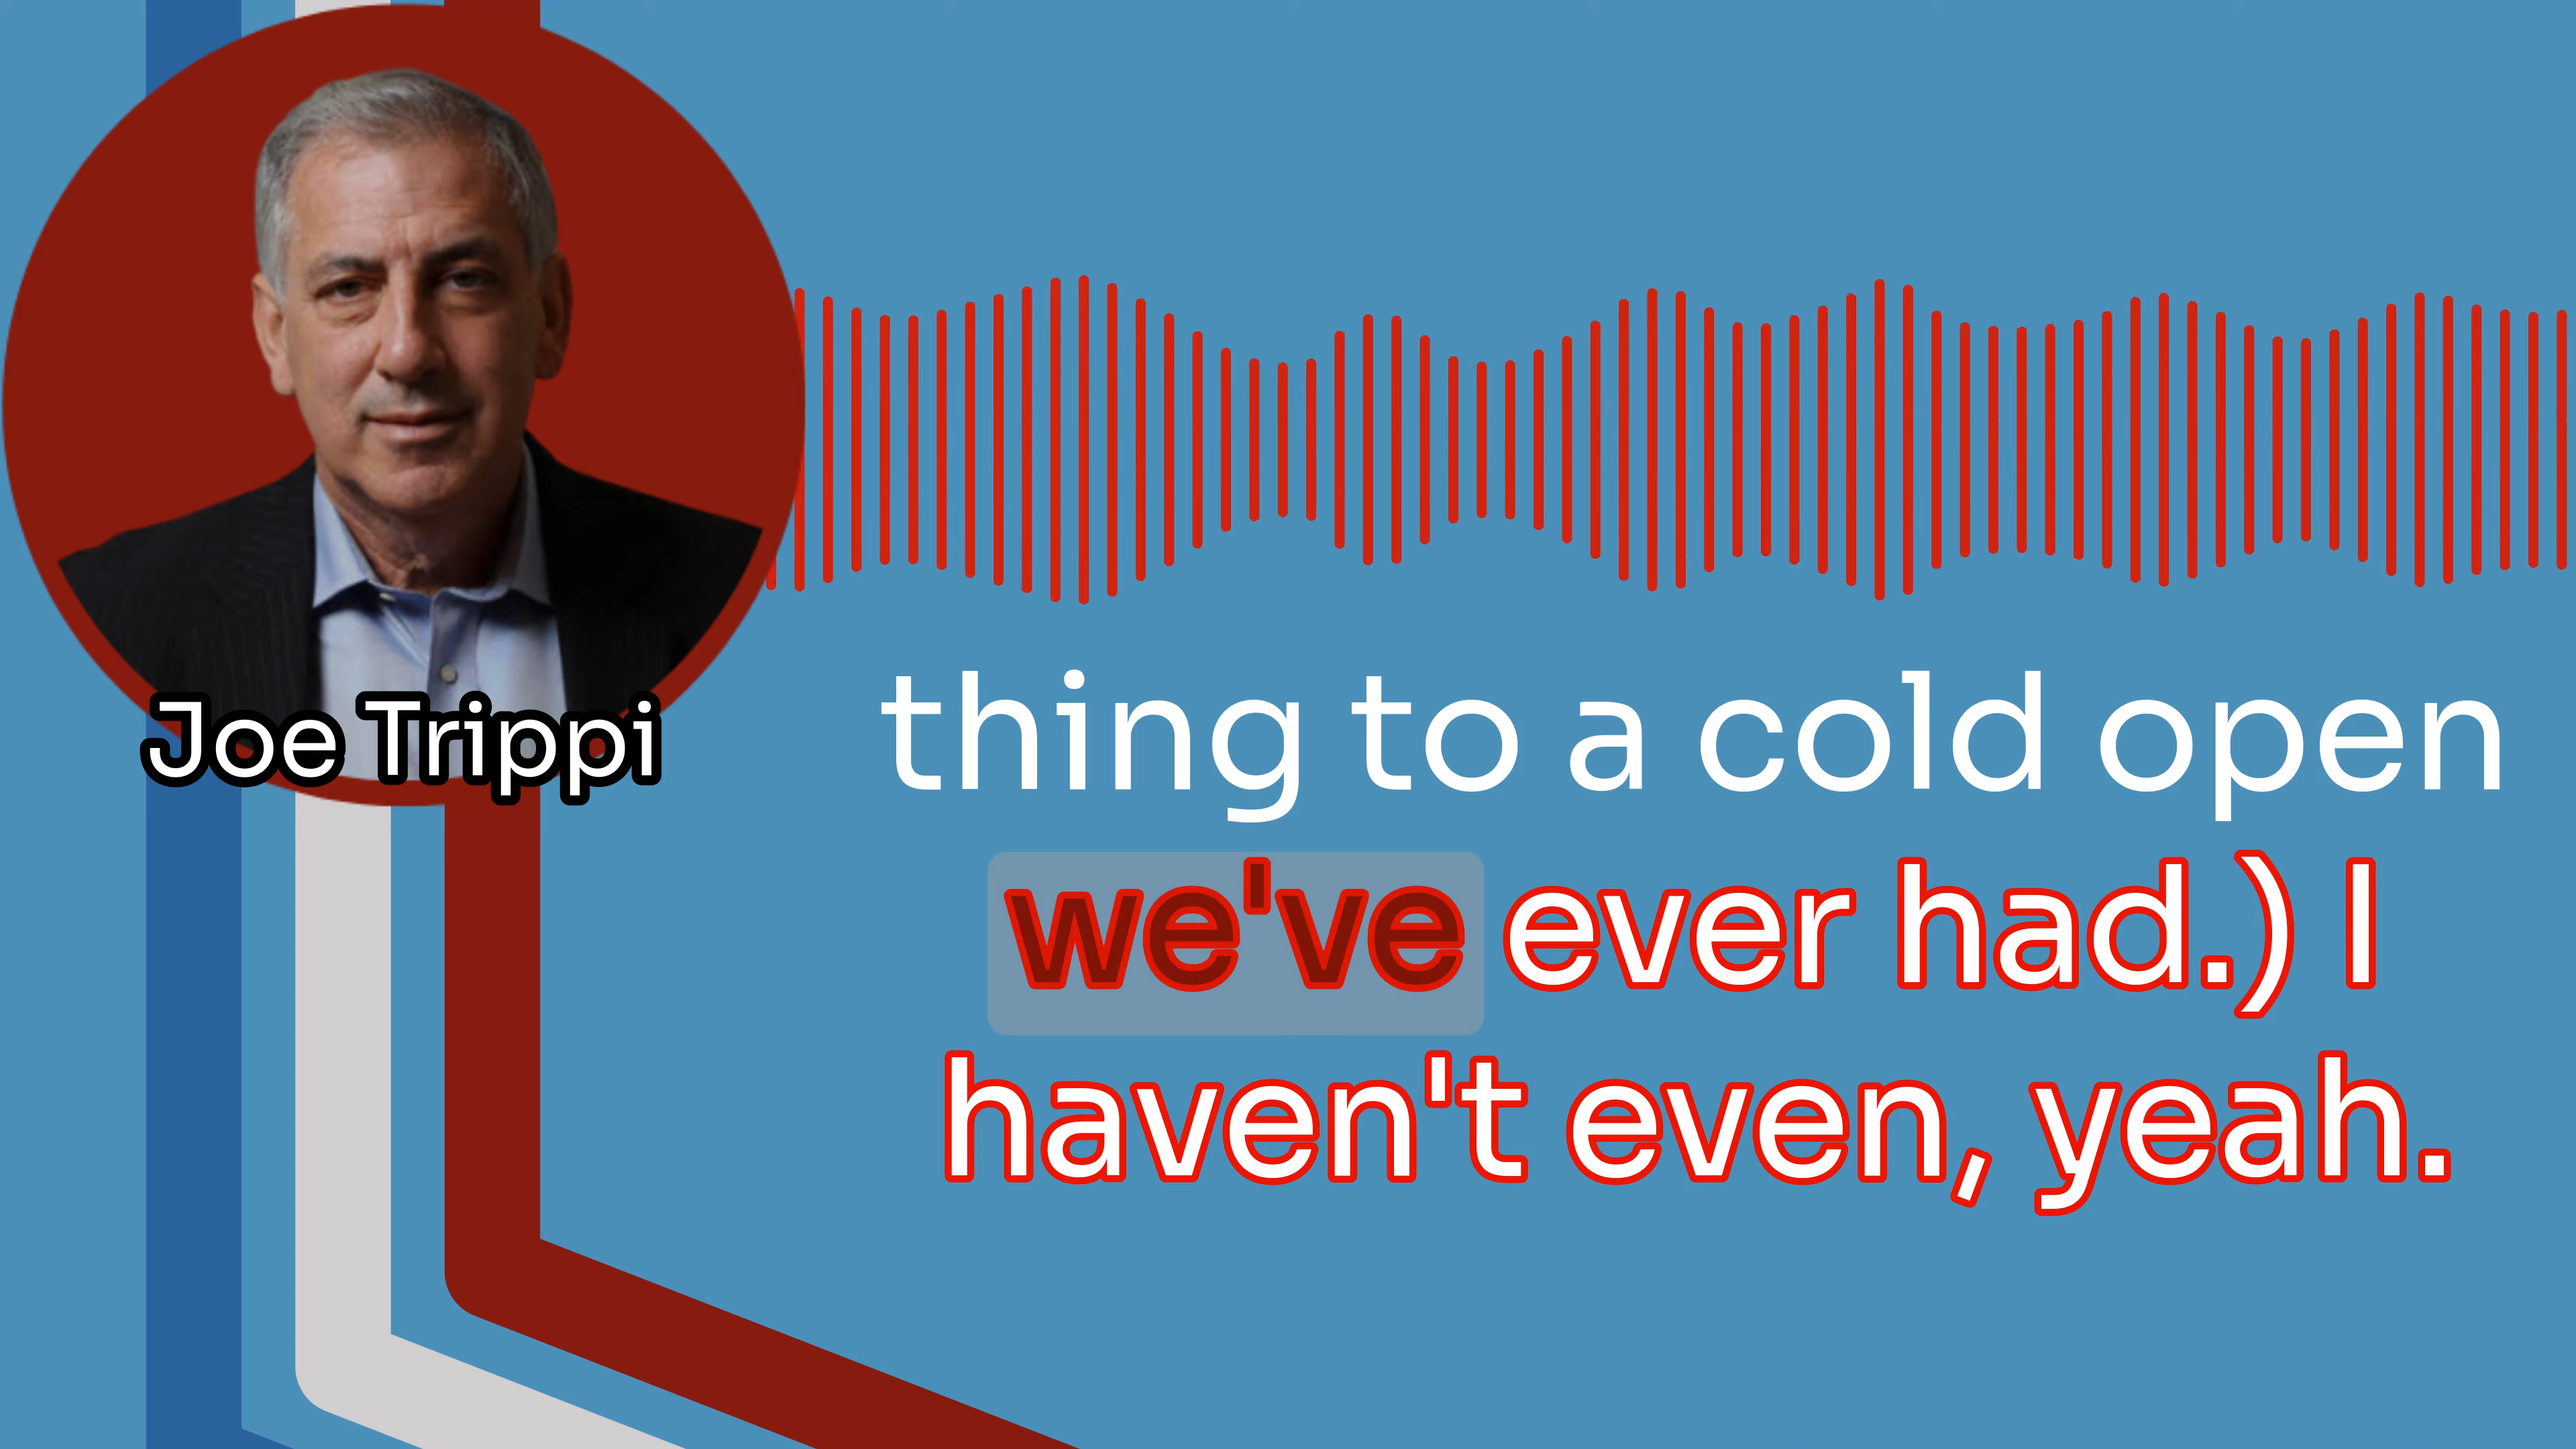 Joe Trippi
thing to a cold open
we've ever had.) I
haven't even, yeah.